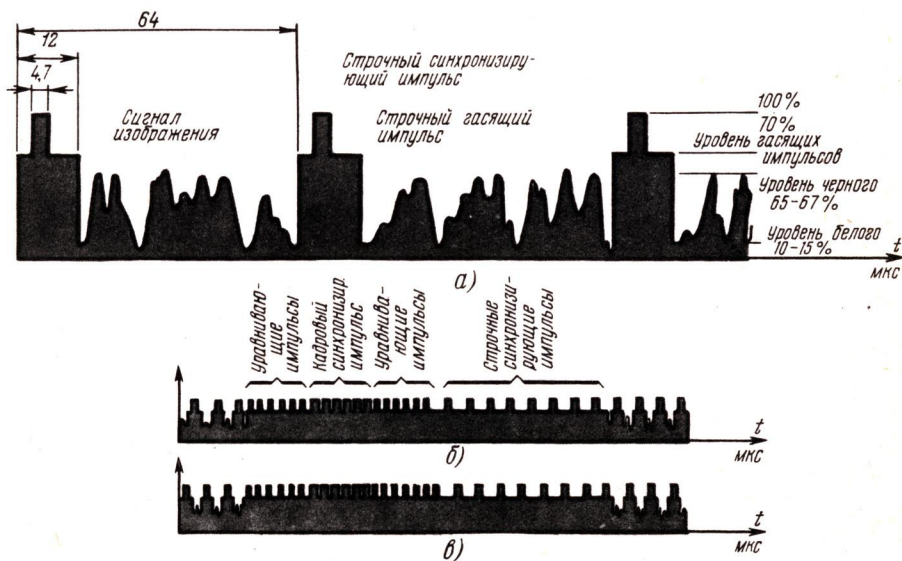 64
12
4,7
Строчный синхронизиру-
ющий импульс
Сигнал
изображения
Строчный гасящий
импульс
100%
70%
Уровень гасящих
импульсов
Уровень черного
65–67%
Уровень белого
10–15%
t
мкс
а)
Уравниваю-
щие
импульсы
Кадровый
синхронизир.
импульс
Уравнива-
ющие
импульсы
Строчные
синхронизи-
рующие
импульсы
t
мкс
б)
t
мкс
в)